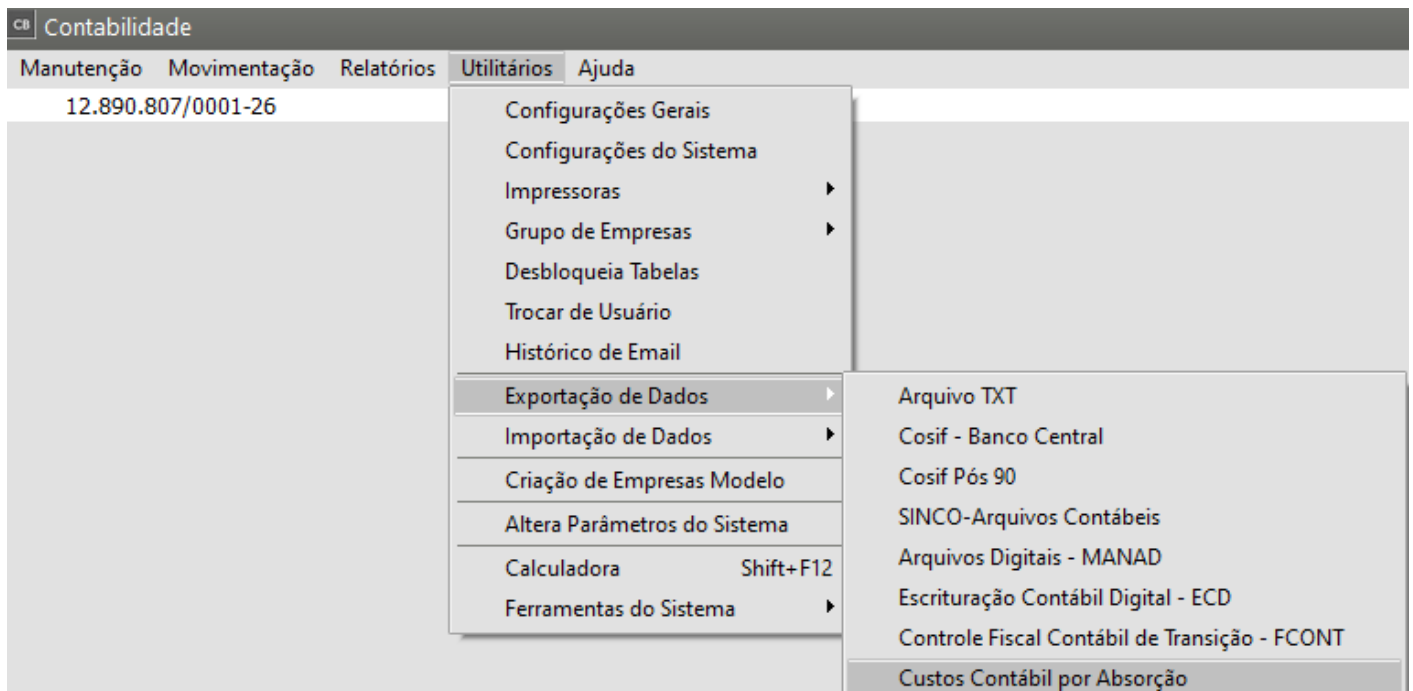 CB Contabilidade
Manutenção Movimentação Relatórios Utilitários Ajuda
12.890.807/0001-26
Configurações Gerais
Configurações do Sistema
Impressoras
Grupo de Empresas
Desbloqueia Tabelas
Trocar de Usuário
Histórico de Email
Exportação de Dados
Importação de Dados
Criação de Empresas Modelo
Altera Parâmetros do Sistema
Calculadora Shift+F12
Ferramentas do Sistema
Arquivo TXT
Cosif - Banco Central
Cosif Pós 90
SINCO-Arquivos Contábeis
Arquivos Digitais - MANAD
Escrituração Contábil Digital - ECD
Controle Fiscal Contábil de Transição - FCONT
Custos Contábil por Absorção